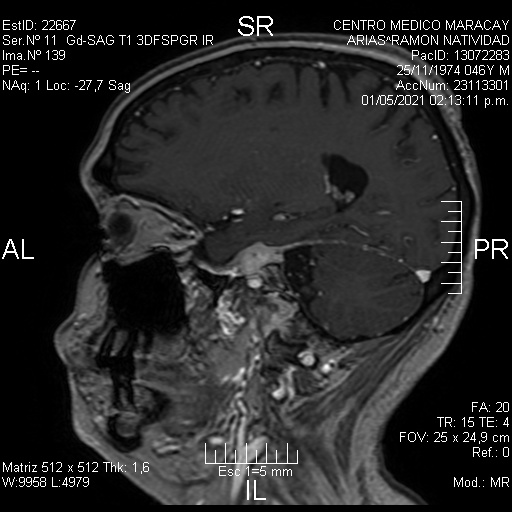 EstID: 22667
Ser.Nº 11 Gd-SAG T1 3DFSPGR IR
Ima.Nº 139
PE= --
NAq: 1 Loc: -27,7 Sag
SR
CENTRO MEDICO MARACAY
ARIAS^RAMON NATIVIDAD
PacID: 13072283
25/11/1974 046Y M
AccNum: 23113301
01/05/2021 02:13:11 p.m.
AL
PR
FA: 20
TR: 15 TE: 4
FOV: 25 x 24,9 cm
Ref.: 0
Matriz 512 x 512 Thk: 1,6
W:9958 L:4979
Esc 1=5 mm
IL
Mod.: MR